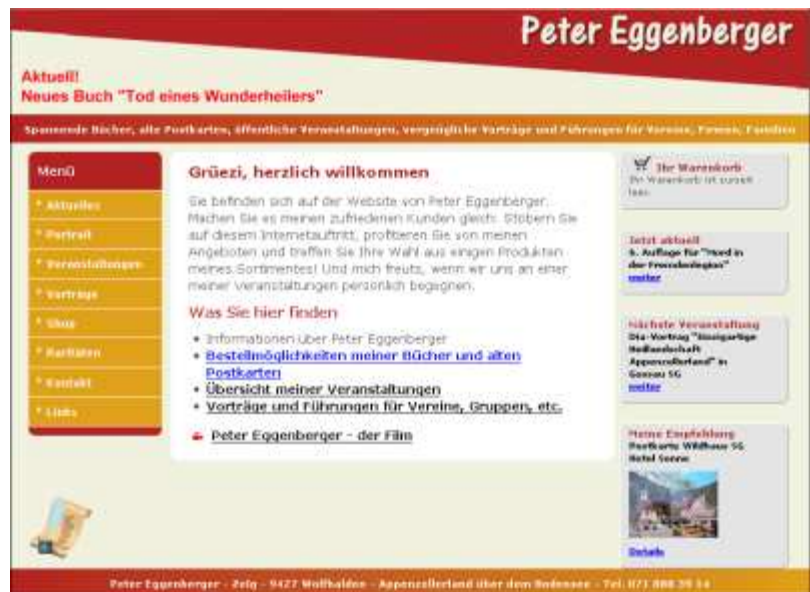 Peter Eggenberger
Aktuell!
Neues Buch "Tod eines Wunderheilers"
Spannende Bücher, alte Postkarten, öffentliche Veranstaltungen, vergnügliche Vorträge und Führungen für Vereine, Firmen, Familien
Menü
Aktuelles
Portrait
Veranstaltungen
Vorträge
Shop
Raritäten
Kontakt
Links
Grüezi, herzlich willkommen
Sie befinden sich auf der Website von Peter Eggenberger.
Machen Sie es meinen zufriedenen Kunden gleich: Stöbern Sie
auf diesem Internetauftritt, profitieren Sie von meinen
Angeboten und treffen Sie Ihre Wahl aus einigen Produkten
meines Sortimentes! Und mich freuts, wenn wir uns an einer
meiner Veranstaltungen persönlich begegnen.
Was Sie hier finden
• Informationen über Peter Eggenberger
• Bestellmöglichkeiten meiner Bücher und alten
Postkarten
• Übersicht meiner Veranstaltungen
• Vorträge und Führungen für Vereine, Gruppen, etc.
Peter Eggenberger - der Film
Ihr Warenkorb
Ihr Warenkorb ist zurzeit
leer.
Jetzt aktuell
5. Auflage für "Mord in
der Fremdenlegion"
weiter
Nächste Veranstaltung
Dia-Vortrag "Einzigartige
Heillandschaft
Appenzellerland" in
Gossau SG
weiter
Meine Empfehlung
Postkarte Wildhaus SG
Hotel Sonne
Details
Peter Eggenberger - Zelg - 9427 Wolfhalden - Appenzellerland über dem Bodensee - Tel. 071 888